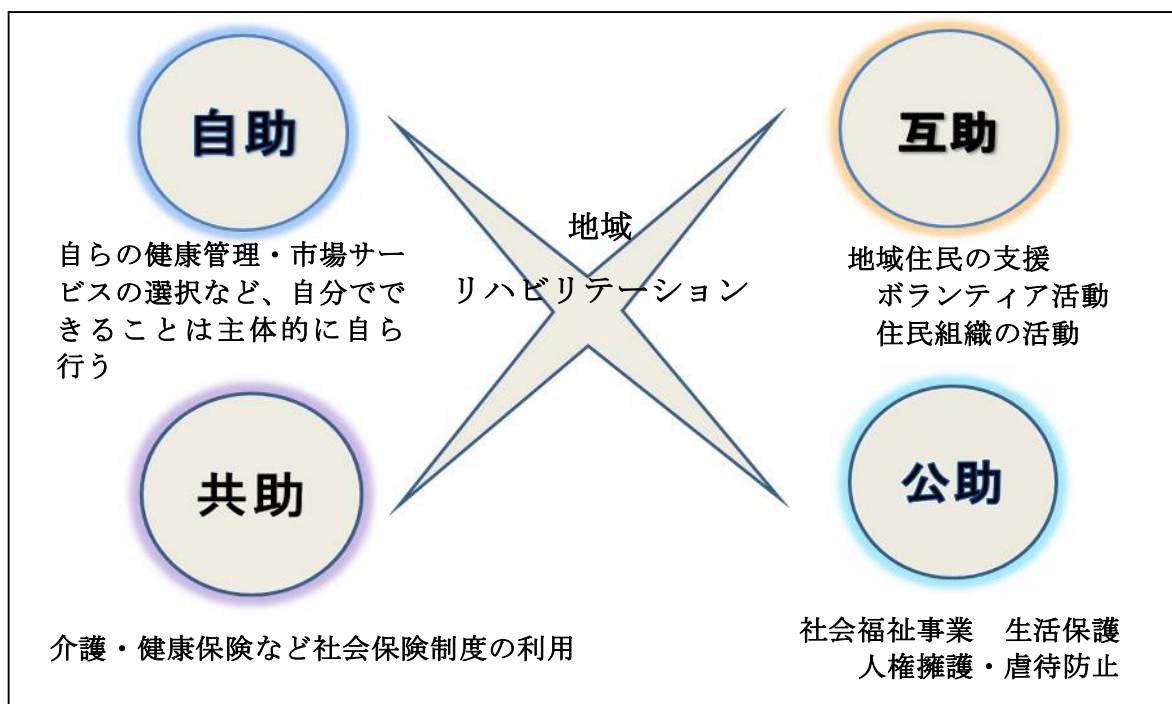 自助
互助
地域
リハビリテーション
自らの健康管理・市場サー
ビスの選択など、自分でで
きることは主体的に自ら
行う
地域住民の支援
ボランティア活動
住民組織の活動
共助
公助
介護・健康保険など社会保険制度の利用
社会福祉事業　生活保護
人権擁護・虐待防止